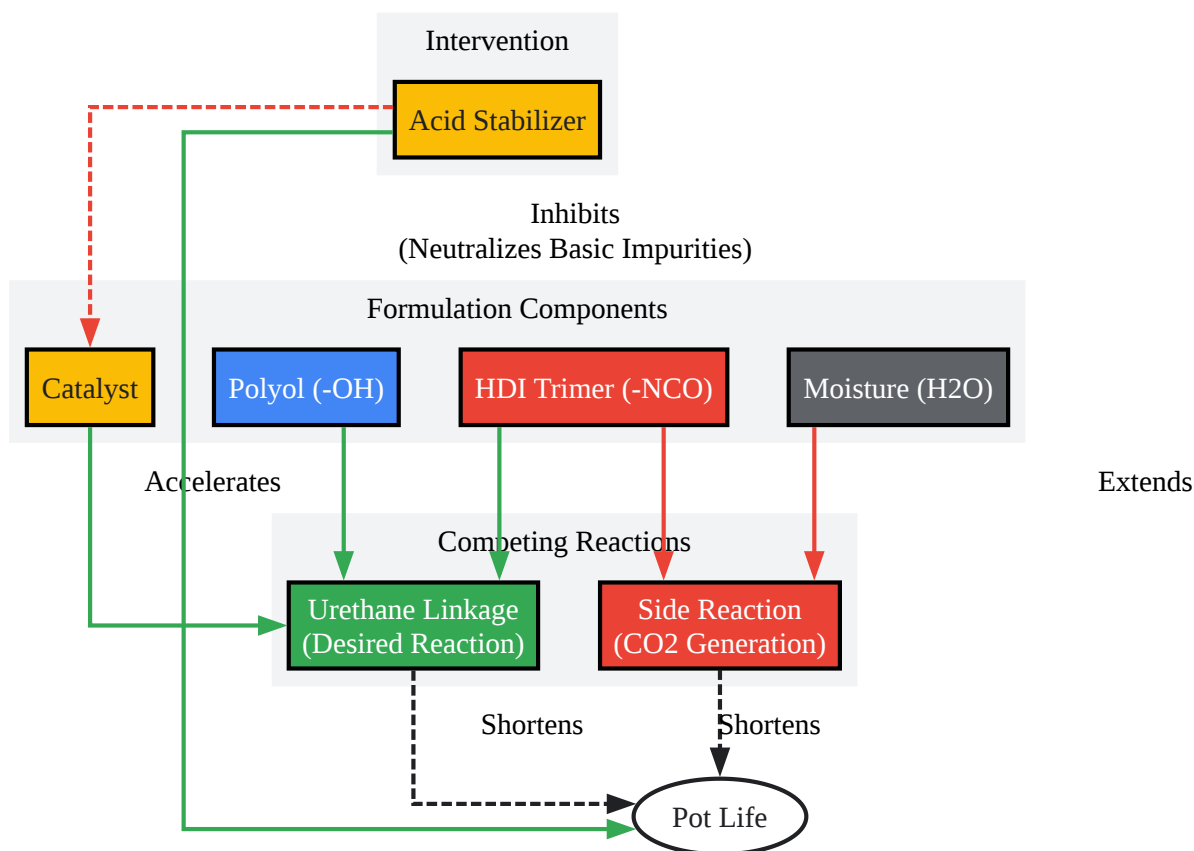 Intervention
Acid Stabilizer
Inhibits
(Neutralizes Basic Impurities)
Formulation Components
Catalyst
Polyol (-OH)
HDI Trimer (-NCO)
Moisture (H2O)
Accelerates
Extends
Competing Reactions
Urethane Linkage
(Desired Reaction)
Side Reaction
(CO2 Generation)
Shortens
Shortens
Pot Life